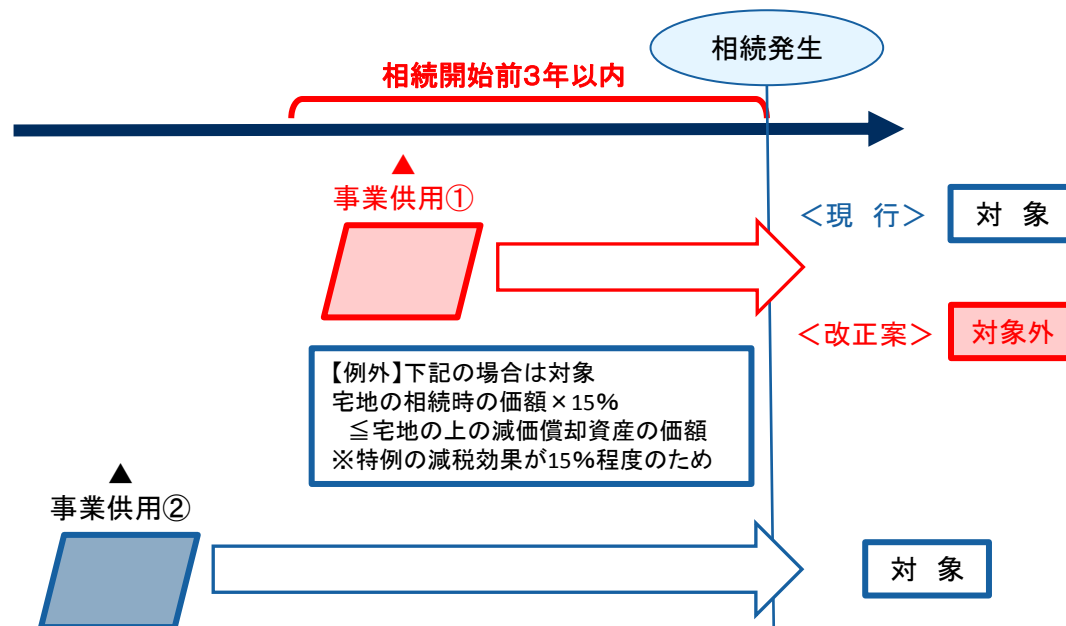 相続発生
相続開始前3年以内
▲
事業供用①
＜現 行＞
対 象
＜改正案＞
対象外
【例外】下記の場合は対象
宅地の相続時の価額×15%
≦宅地の上の減価償却資産の価額
※特例の減税効果が15%程度のため
▲
事業供用②
対 象